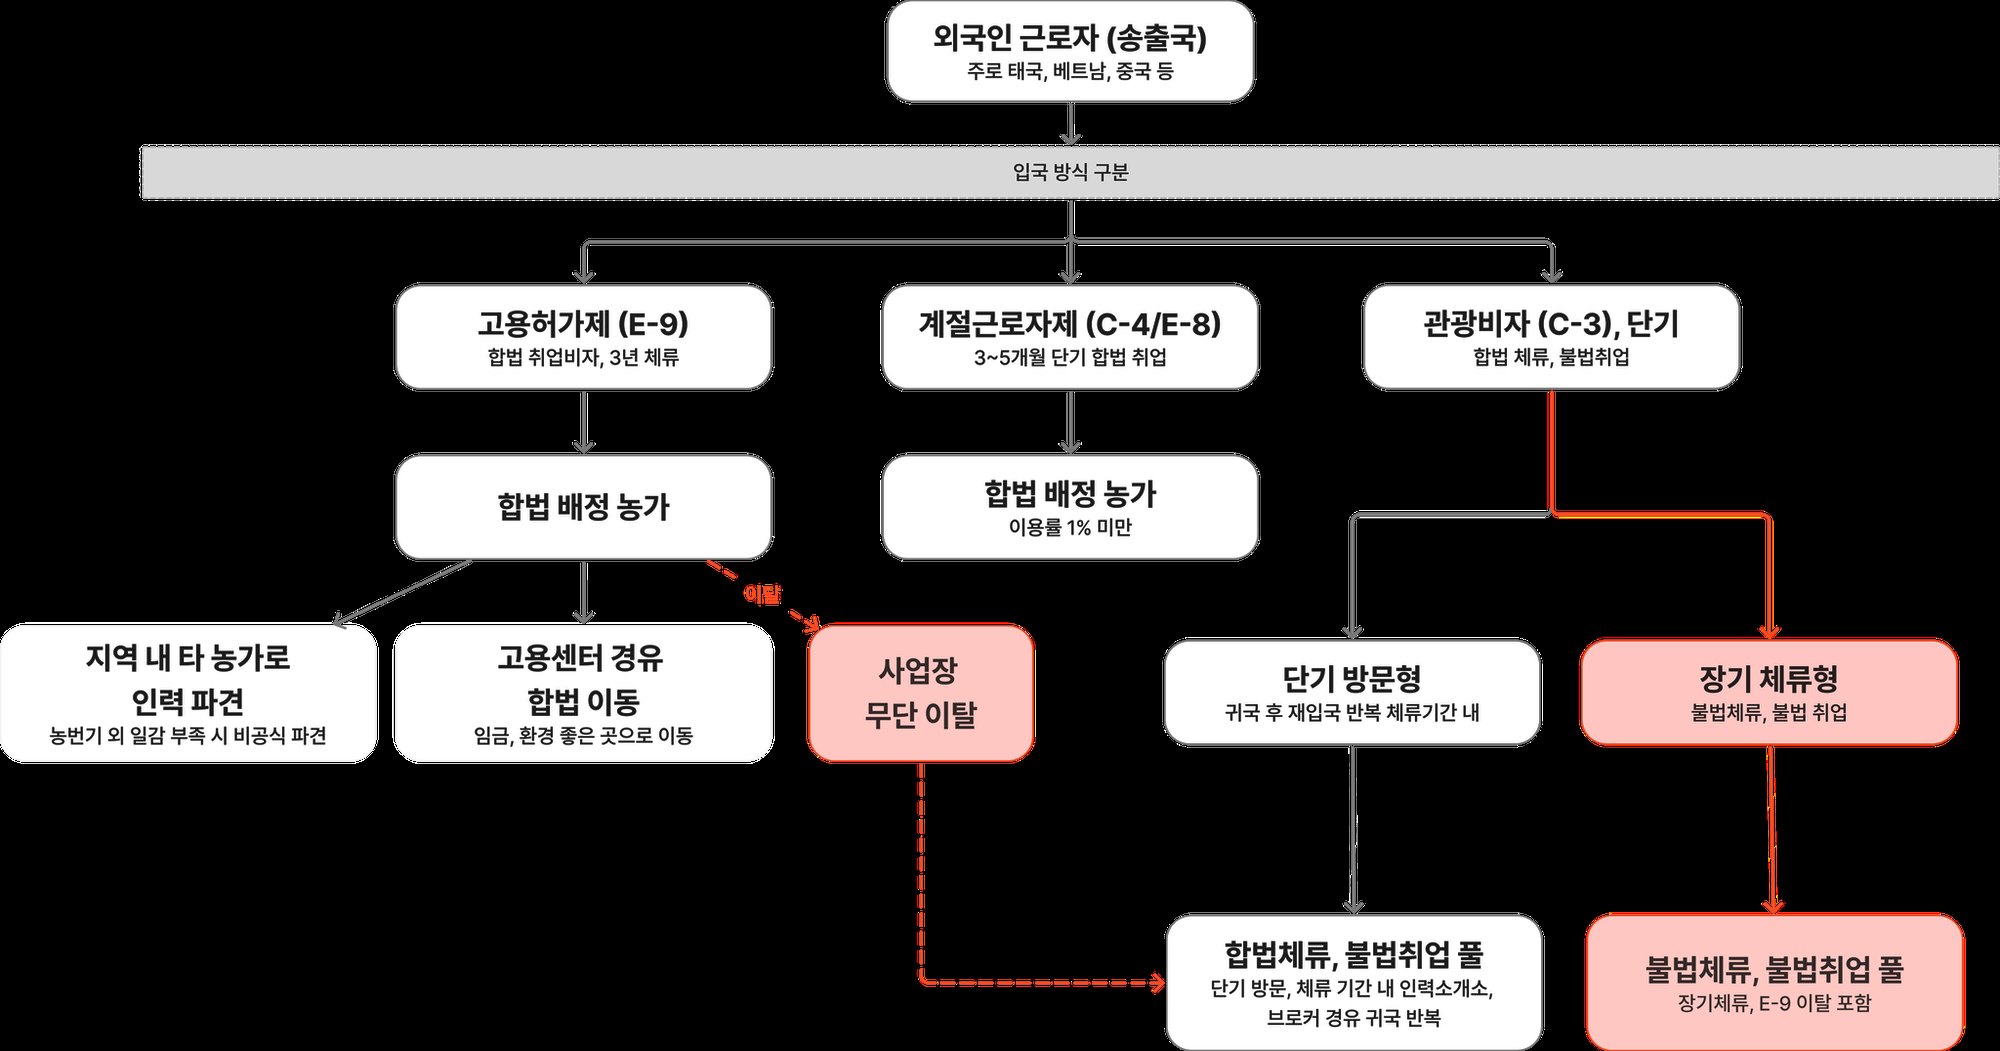 외국인 근로자 (송출국)
주로 태국, 베트남, 중국 등
입국 방식 구분
고용허가제 (E-9)
합법 취업비자, 3년 체류
계절근로자제 (C-4/E-8)
3~5개월 단기 합법 취업
관광비자 (C-3), 단기
합법 체류, 불법취업
합법 배정 농가
합법 배정 농가
이용률 1% 미만
이탈
지역 내 타 농가로
인력 파견
농번기 외 일감 부족 시 비공식 파견
고용센터 경유
합법 이동
임금, 환경 좋은 곳으로 이동
사업장
무단 이탈
단기 방문형
귀국 후 재입국 반복 체류기간 내
장기 체류형
불법체류, 불법 취업
합법체류, 불법취업 풀
단기 방문, 체류 기간 내 인력소개소,
브로커 경유 귀국 반복
불법체류, 불법취업 풀
장기체류, E-9 이탈 포함